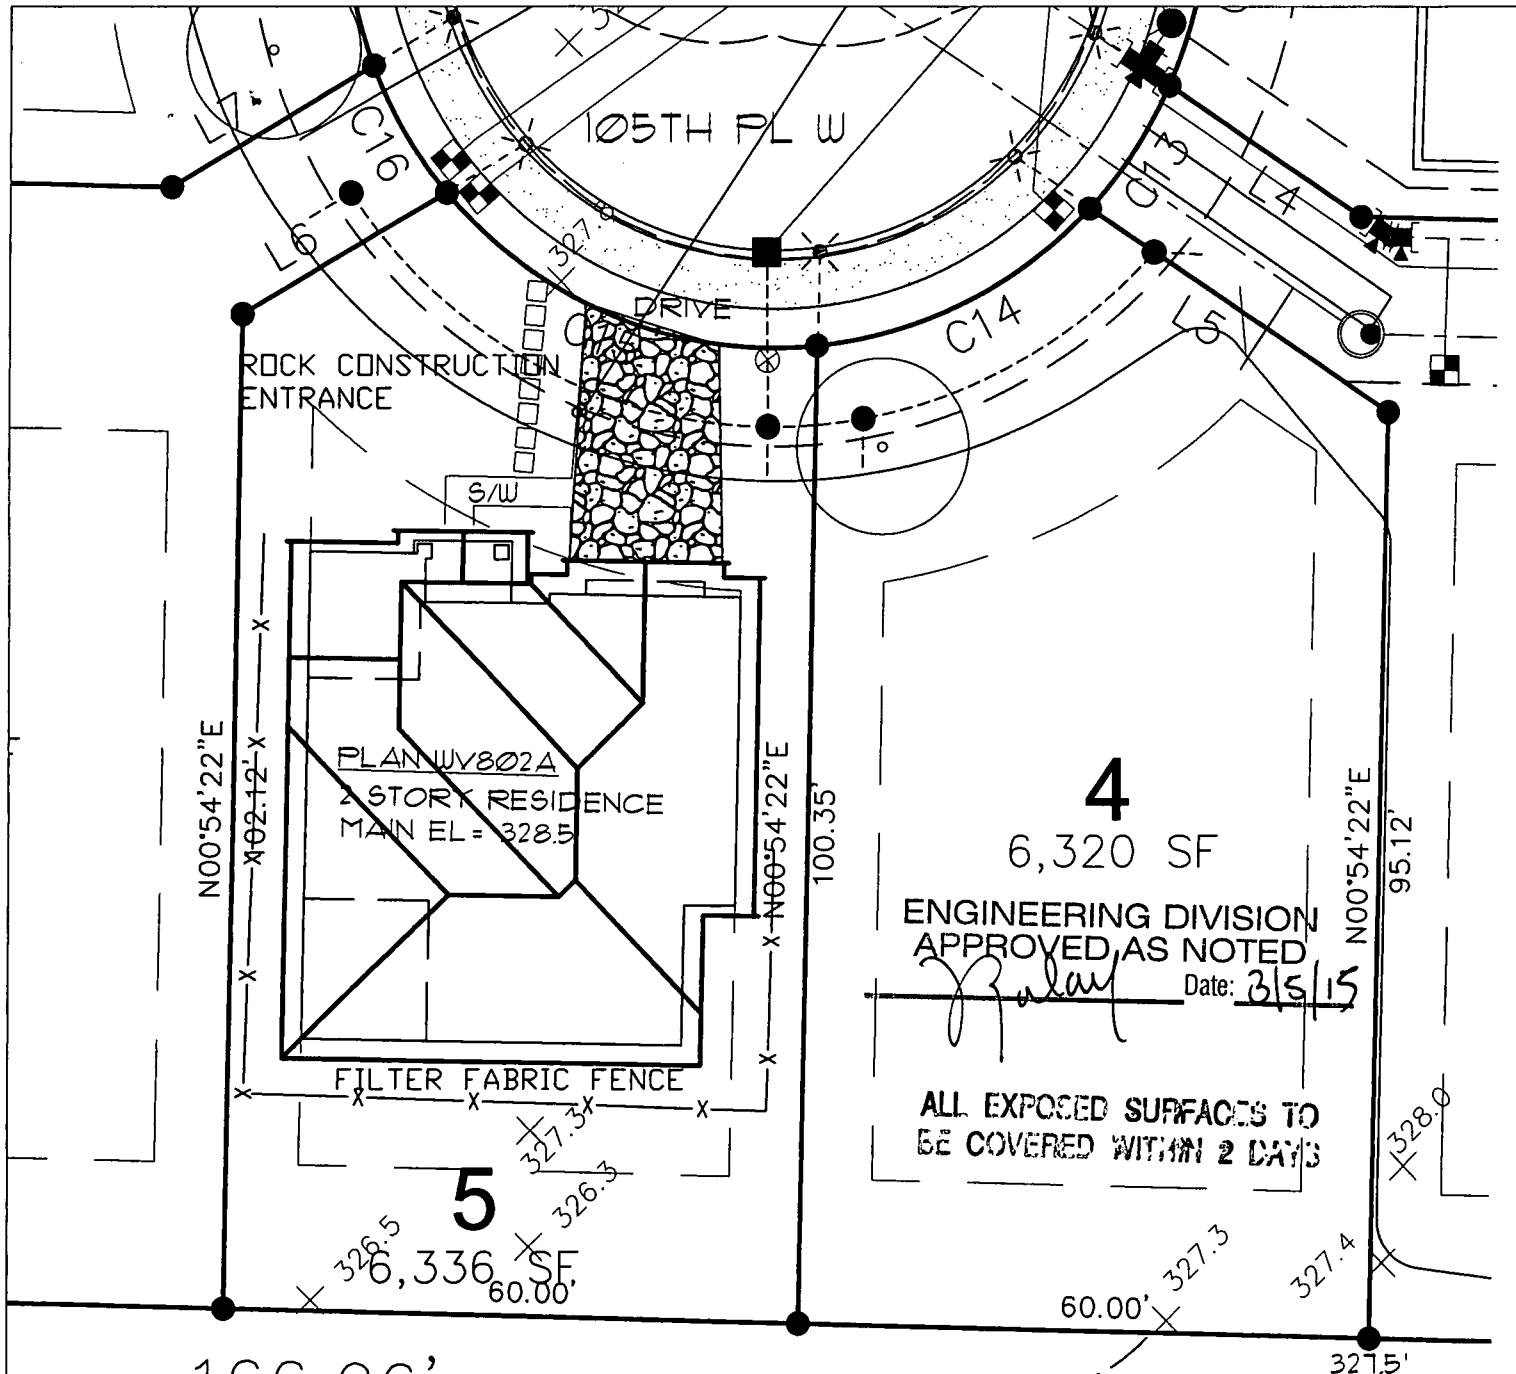 105TH PL W
L7
C16
L6
C13
L4
L5
C14
327.8
DRIVE
ROCK CONSTRUCTION
ENTRANCE
S/W
N00°54'22"E
102.12'
PLAN WV802A
2 STORY RESIDENCE
MAIN EL = 328.5
N00°54'22"E
100.35'
4
6,320 SF
N00°54'22"E
95.12'
ENGINEERING DIVISION
APPROVED AS NOTED
Date: 3/5/15
FILTER FABRIC FENCE
ALL EXPOSED SURFACES TO
BE COVERED WITHIN 2 DAYS
327.3
326.3
5
326.5
6,336 SF
60.00'
60.00'
327.3
327.4
328.0
327.5'